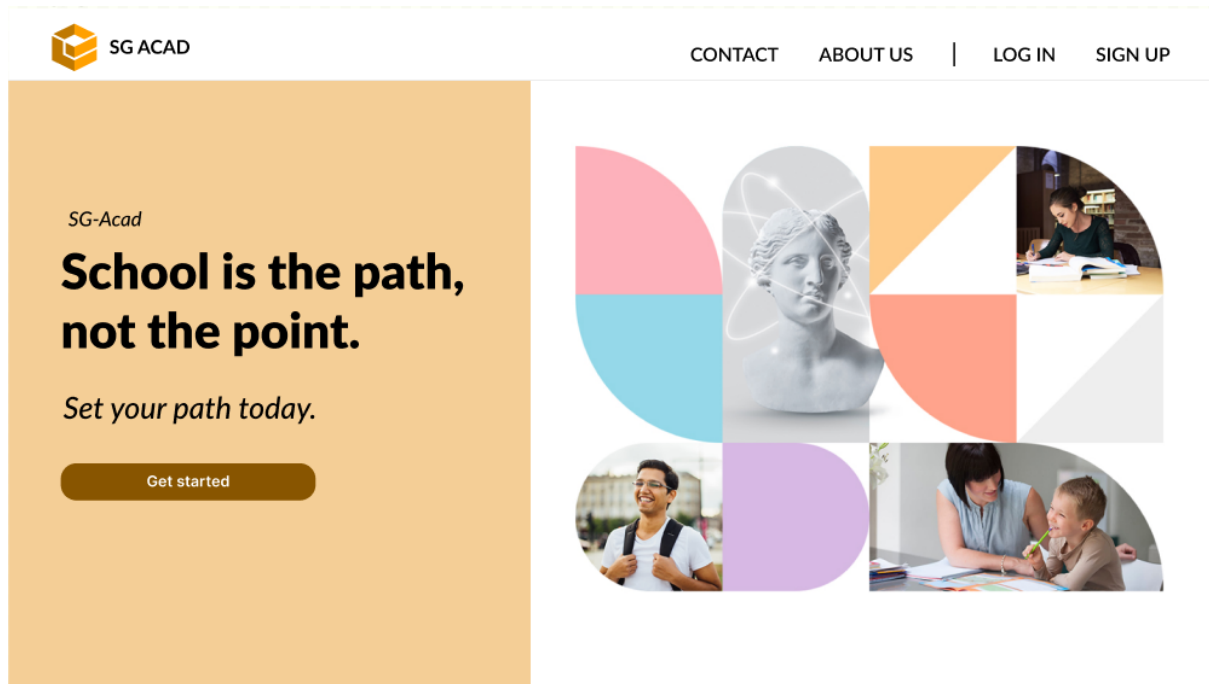 SG ACAD
CONTACT ABOUT US | LOG IN SIGN UP
SG-Acad
School is the path,
not the point.
Set your path today.
Get started